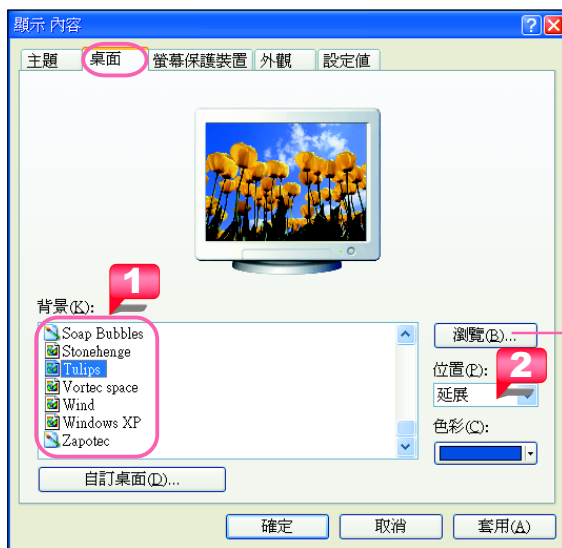 顯示 內容
主題 桌面 螢幕保護裝置 外觀 設定值
1
背景(K):
Soap Bubbles
Stonehenge
Tulips
Vortec space
Wind
Windows XP
Zapotec
瀏覽(B)...
位置(P):
2
延展
色彩(C):
自訂桌面(D)...
確定 取消 套用(A)